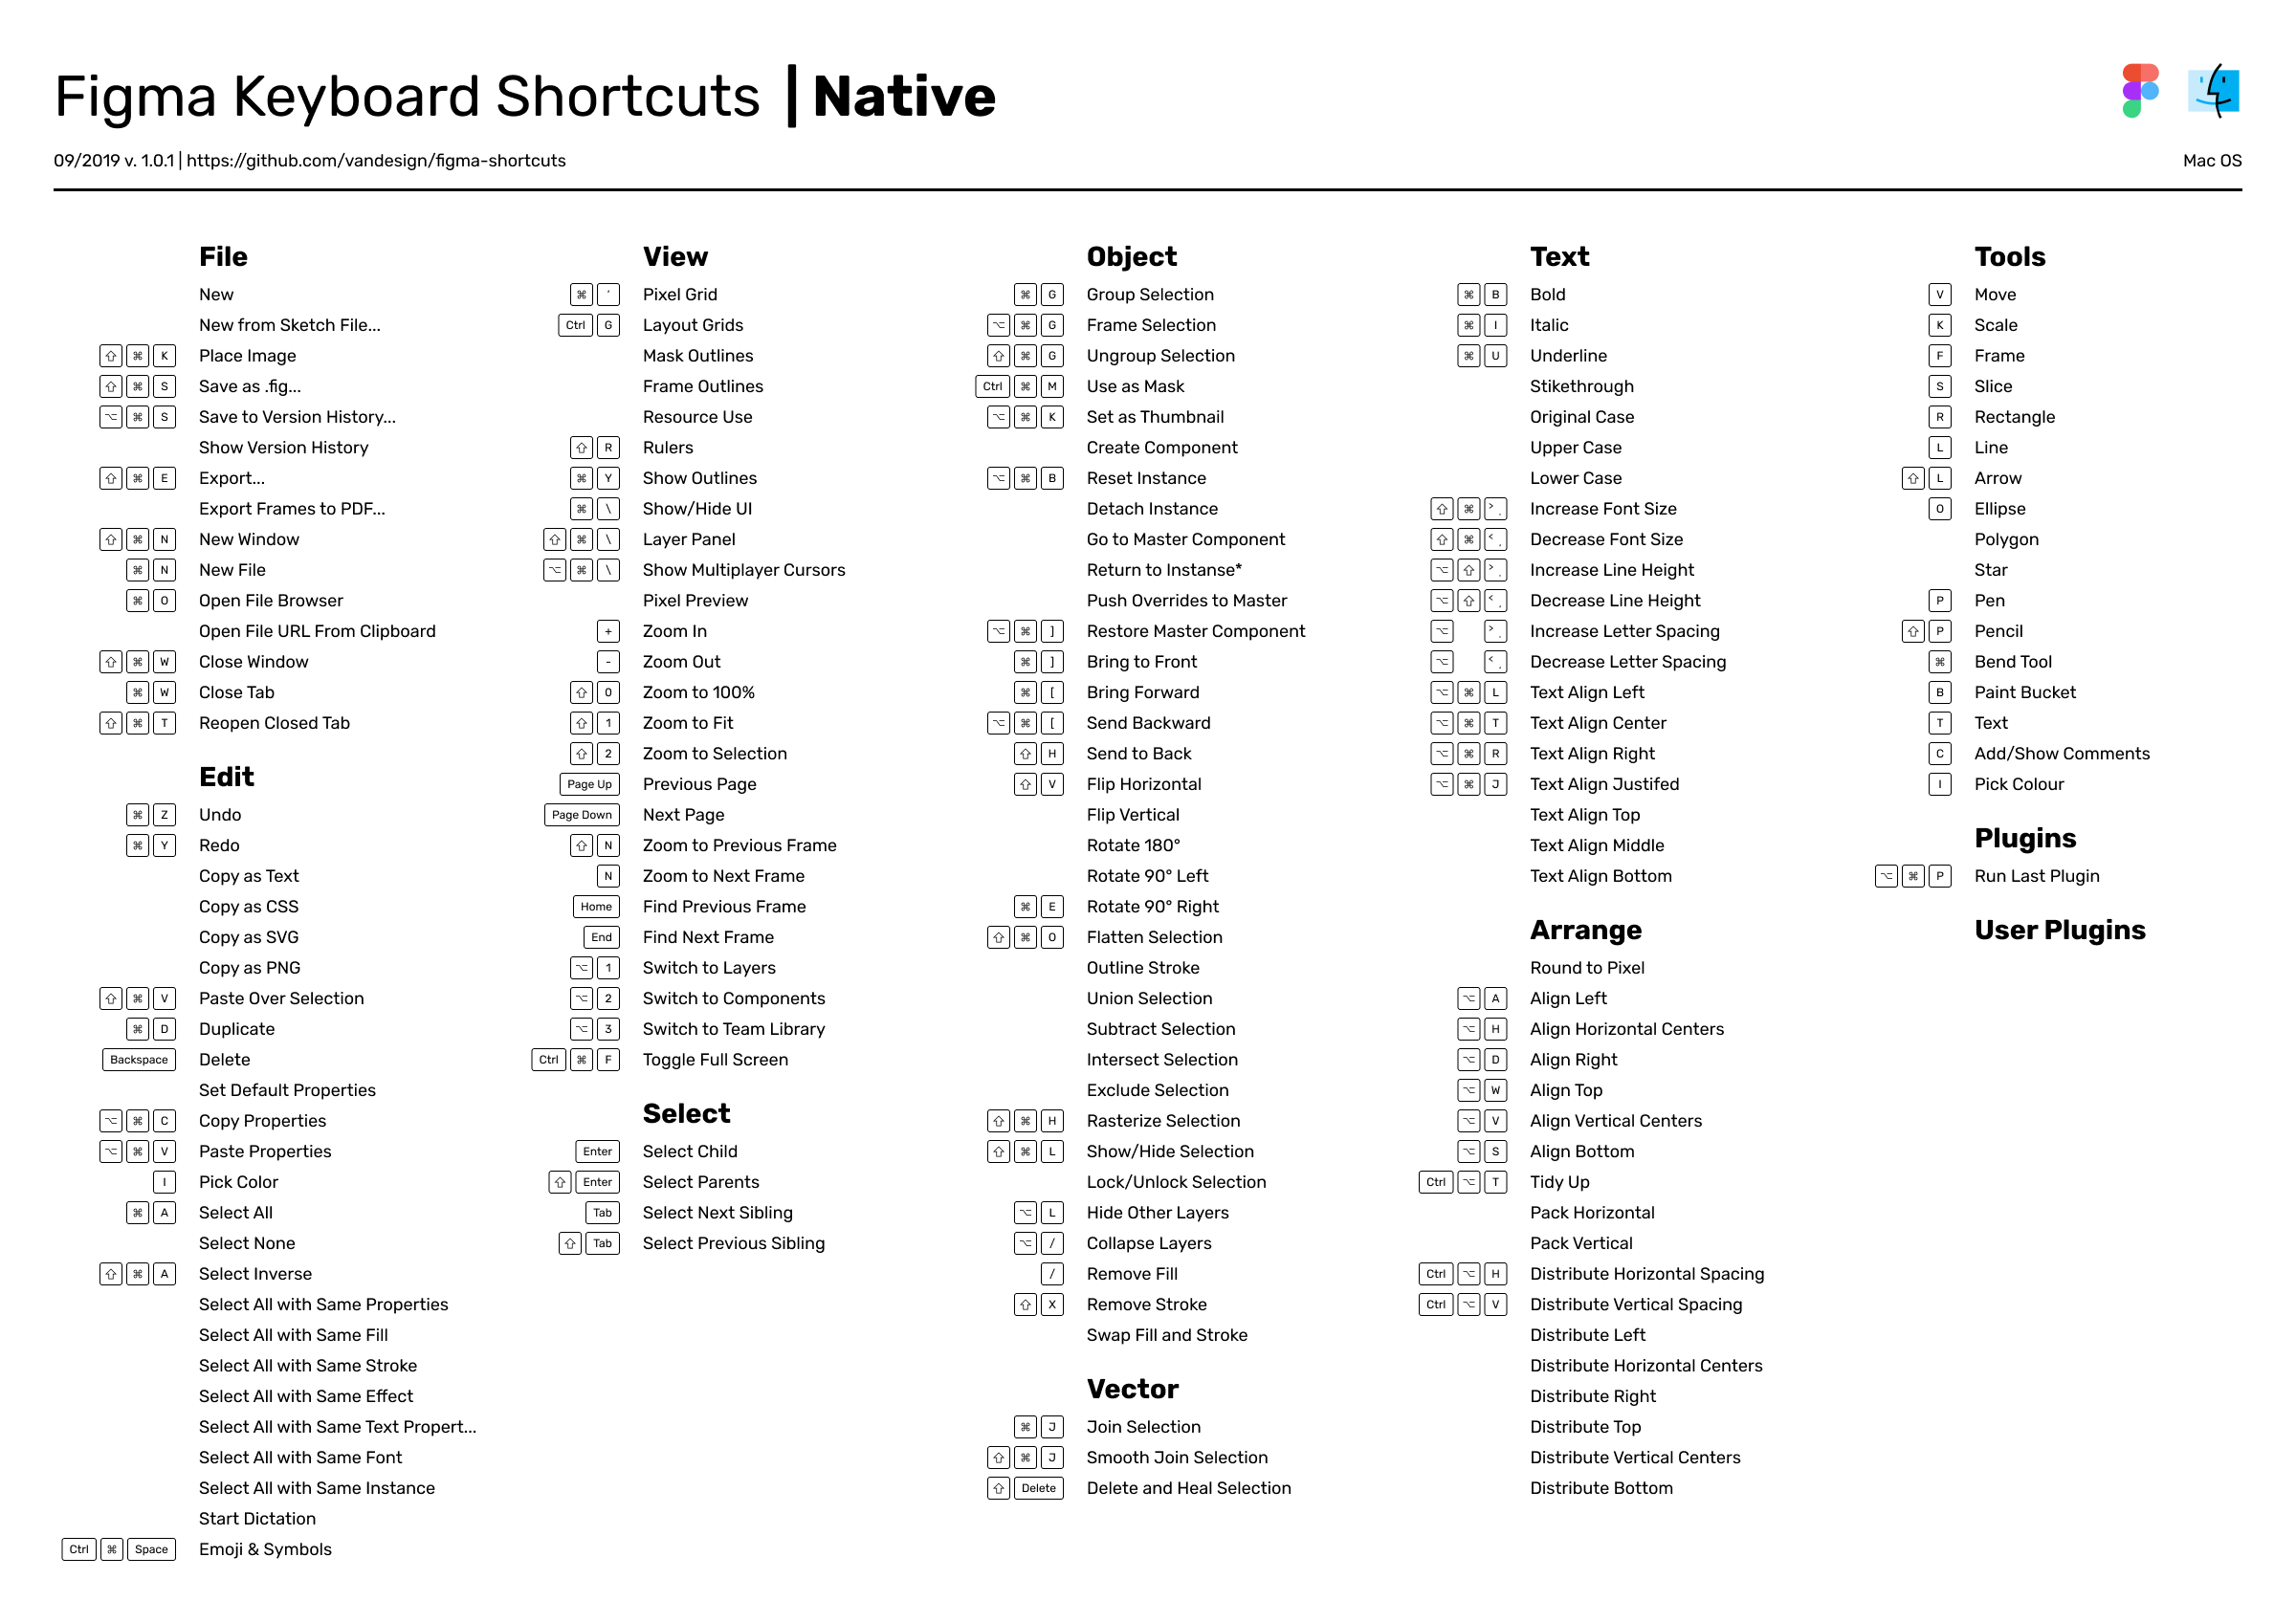 Figma Keyboard Shortcuts | Native
09/2019 v. 1.0.1 | https://github.com/vandesign/figma-shortcuts
Mac OS
File
New
New from Sketch File...
⇧ ⌘ K Place Image
⇧ ⌘ S Save as .fig...
⌥ ⌘ S Save to Version History...
Show Version History
⇧ ⌘ E Export...
Export Frames to PDF...
⇧ ⌘ N New Window
⌘ N New File
⌘ O Open File Browser
Open File URL From Clipboard
⇧ ⌘ W Close Window
⌘ W Close Tab
⇧ ⌘ T Reopen Closed Tab
Edit
⌘ Z Undo
⌘ Y Redo
Copy as Text
Copy as CSS
Copy as SVG
Copy as PNG
⇧ ⌘ V Paste Over Selection
⌘ D Duplicate
Backspace Delete
Set Default Properties
⌥ ⌘ C Copy Properties
⌥ ⌘ V Paste Properties
I Pick Color
⌘ A Select All
Select None
⇧ ⌘ A Select Inverse
Select All with Same Properties
Select All with Same Fill
Select All with Same Stroke
Select All with Same Effect
Select All with Same Text Propert...
Select All with Same Font
Select All with Same Instance
Start Dictation
Ctrl ⌘ Space Emoji & Symbols
View
⌘ ' Pixel Grid
Ctrl G Layout Grids
Mask Outlines
Frame Outlines
Resource Use
⇧ R Rulers
⌘ Y Show Outlines
⌘ \ Show/Hide UI
⇧ ⌘ \ Layer Panel
⌥ ⌘ \ Show Multiplayer Cursors
Pixel Preview
+ Zoom In
- Zoom Out
⇧ 0 Zoom to 100%
⇧ 1 Zoom to Fit
⇧ 2 Zoom to Selection
Page Up Previous Page
Page Down Next Page
⇧ N Zoom to Previous Frame
N Zoom to Next Frame
Home Find Previous Frame
End Find Next Frame
⌥ 1 Switch to Layers
⌥ 2 Switch to Components
⌥ 3 Switch to Team Library
Ctrl ⌘ F Toggle Full Screen
Select
Enter Select Child
⇧ Enter Select Parents
Tab Select Next Sibling
⇧ Tab Select Previous Sibling
Object
⌘ G Group Selection
⌥ ⌘ G Frame Selection
⇧ ⌘ G Ungroup Selection
Ctrl ⌘ M Use as Mask
⌥ ⌘ K Set as Thumbnail
Create Component
⌥ ⌘ B Reset Instance
Detach Instance
Go to Master Component
Return to Instanse*
Push Overrides to Master
⌥ ⌘ ] Restore Master Component
⌘ ] Bring to Front
⌘ [ Bring Forward
⌥ ⌘ [ Send Backward
⇧ H Send to Back
⇧ V Flip Horizontal
Flip Vertical
Rotate 180°
Rotate 90° Left
⌘ E Rotate 90° Right
⇧ ⌘ O Flatten Selection
Outline Stroke
Union Selection
Subtract Selection
Intersect Selection
Exclude Selection
⇧ ⌘ H Rasterize Selection
⇧ ⌘ L Show/Hide Selection
Lock/Unlock Selection
⌥ L Hide Other Layers
⌥ / Collapse Layers
/ Remove Fill
⇧ X Remove Stroke
Swap Fill and Stroke
Vector
⌘ J Join Selection
⇧ ⌘ J Smooth Join Selection
⇧ Delete Delete and Heal Selection
Text
⌘ B Bold
⌘ I Italic
⌘ U Underline
Stikethrough
Original Case
Upper Case
Lower Case
⇧ ⌘ > . Increase Font Size
⇧ ⌘ < , Decrease Font Size
⌥ ⇧ > . Increase Line Height
⌥ ⇧ < , Decrease Line Height
⌥ > . Increase Letter Spacing
⌥ < , Decrease Letter Spacing
⌥ ⌘ L Text Align Left
⌥ ⌘ T Text Align Center
⌥ ⌘ R Text Align Right
⌥ ⌘ J Text Align Justifed
Text Align Top
Text Align Middle
Text Align Bottom
Arrange
Round to Pixel
⌥ A Align Left
⌥ H Align Horizontal Centers
⌥ D Align Right
⌥ W Align Top
⌥ V Align Vertical Centers
⌥ S Align Bottom
Ctrl ⌥ T Tidy Up
Pack Horizontal
Pack Vertical
Ctrl ⌥ H Distribute Horizontal Spacing
Ctrl ⌥ V Distribute Vertical Spacing
Distribute Left
Distribute Horizontal Centers
Distribute Right
Distribute Top
Distribute Vertical Centers
Distribute Bottom
Tools
V Move
K Scale
F Frame
S Slice
R Rectangle
L Line
⇧ L Arrow
O Ellipse
Polygon
Star
P Pen
⇧ P Pencil
⌘ Bend Tool
B Paint Bucket
T Text
C Add/Show Comments
I Pick Colour
Plugins
⌥ ⌘ P Run Last Plugin
User Plugins